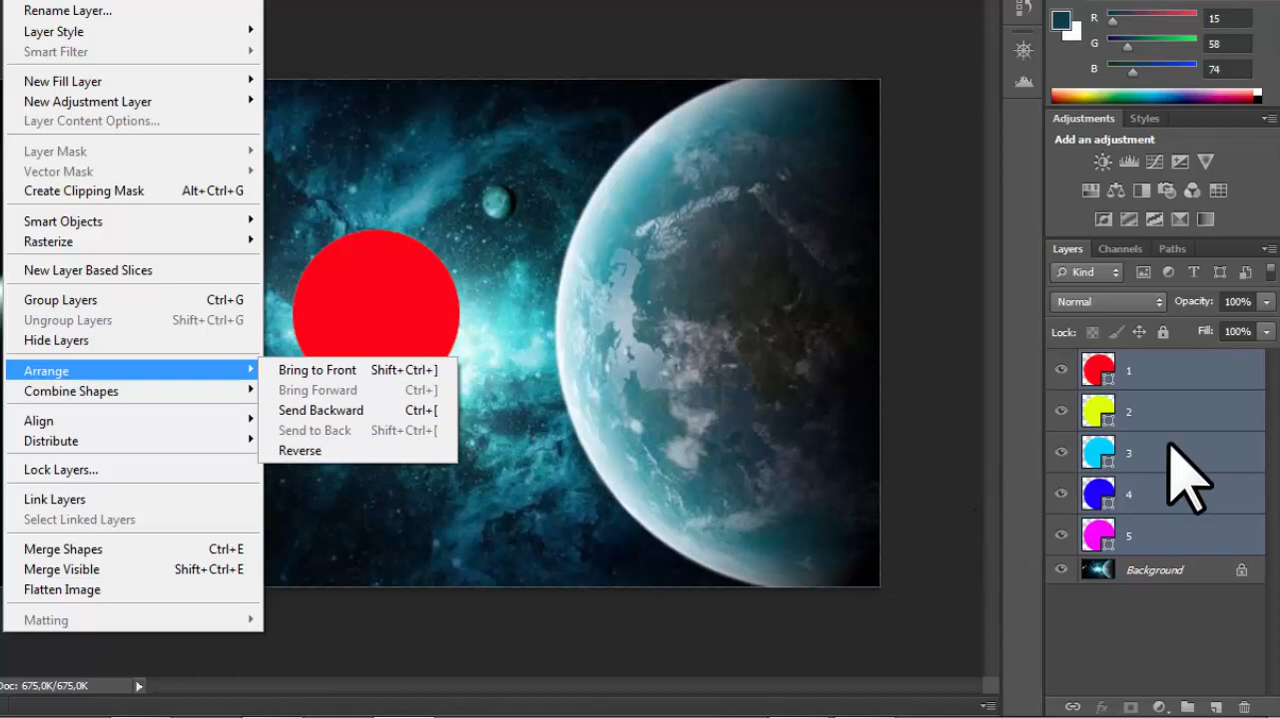 Rename Layer...
Layer Style
Smart Filter
New Fill Layer
New Adjustment Layer
Layer Content Options...
Layer Mask
Vector Mask
Create Clipping Mask Alt+Ctrl+G
Smart Objects
Rasterize
New Layer Based Slices
Group Layers Ctrl+G
Ungroup Layers Shift+Ctrl+G
Hide Layers
Arrange
Combine Shapes
Align
Distribute
Lock Layers...
Link Layers
Select Linked Layers
Merge Shapes Ctrl+E
Merge Visible Shift+Ctrl+E
Flatten Image
Matting
Doc: 675,0K/675,0K
Bring to Front Shift+Ctrl+]
Bring Forward Ctrl+]
Send Backward Ctrl+[
Send to Back Shift+Ctrl+[
Reverse
R 15
G 58
B 74
Adjustments Styles
Add an adjustment
Layers Channels Paths
Kind
Normal Opacity: 100%
Lock: Fill: 100%
1
2
3
4
5
Background